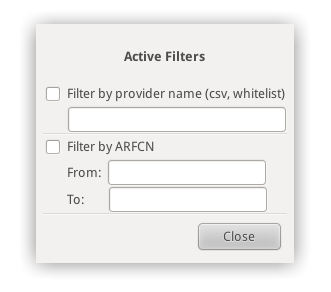 Active Filters
Filter by provider name (csv, whitelist)
Filter by ARFCN
From:
To:
Close